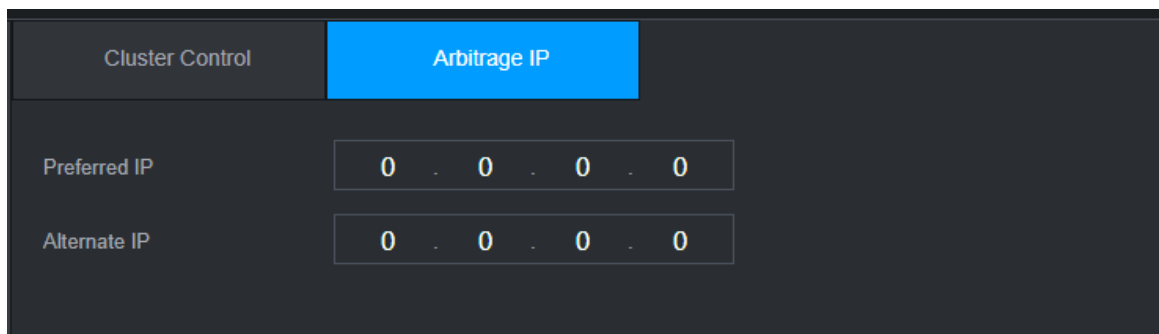 Cluster Control Arbitrage IP
Preferred IP 0 . 0 . 0 . 0
Alternate IP 0 . 0 . 0 . 0